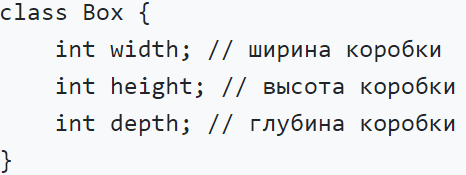 class Box {
    int width; // ширина коробки
    int height; // высота коробки
    int depth; // глубина коробки
}